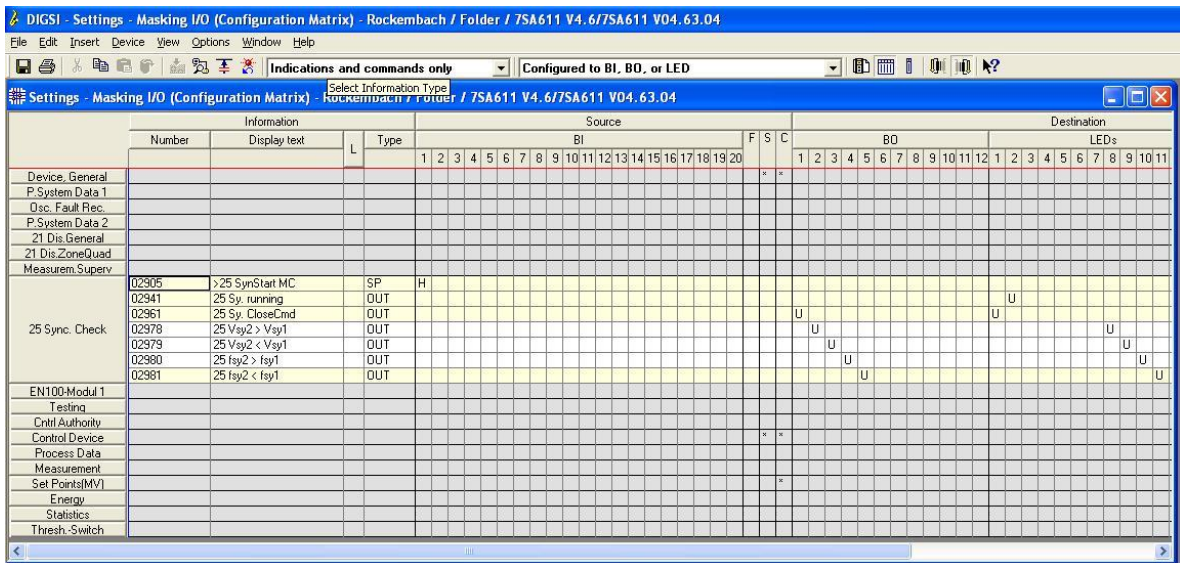 DIGSI - Settings - Masking I/O (Configuration Matrix) - Rockembach / Folder / 7SA611 V4.6/7SA611 V04.63.04
File Edit Insert Device View Options Window Help
Indications and commands only Configured to BI, BO, or LED
Select Information Type
Settings - Masking I/O (Configuration Matrix) - Rockembach / Folder / 7SA611 V4.6/7SA611 V04.63.04
Information Source Destination
Number Display text L Type BI F S C BO LEDs
1 2 3 4 5 6 7 8 9 10 11 12 13 14 15 16 17 18 19 20 1 2 3 4 5 6 7 8 9 10 11 12 1 2 3 4 5 6 7 8 9 10 11
Device, General * *
P.System Data 1
Osc. Fault Rec.
P.System Data 2
21 Dis.General
21 Dis.ZoneQuad
Measurem.Superv
02905 >25 SynStart MC SP H
02941 25 Sy. running OUT U
02961 25 Sy. CloseCmd OUT U U
25 Sync. Check 02978 25 Vsy2 > Vsy1 OUT U U
02979 25 Vsy2 < Vsy1 OUT U U
02980 25 fsy2 > fsy1 OUT U U
02981 25 fsy2 < fsy1 OUT U U
EN100-Modul 1
Testing
Cntrl Authority
Control Device * *
Process Data
Measurement
Set Points(MV) *
Energy
Statistics
Thresh.-Switch